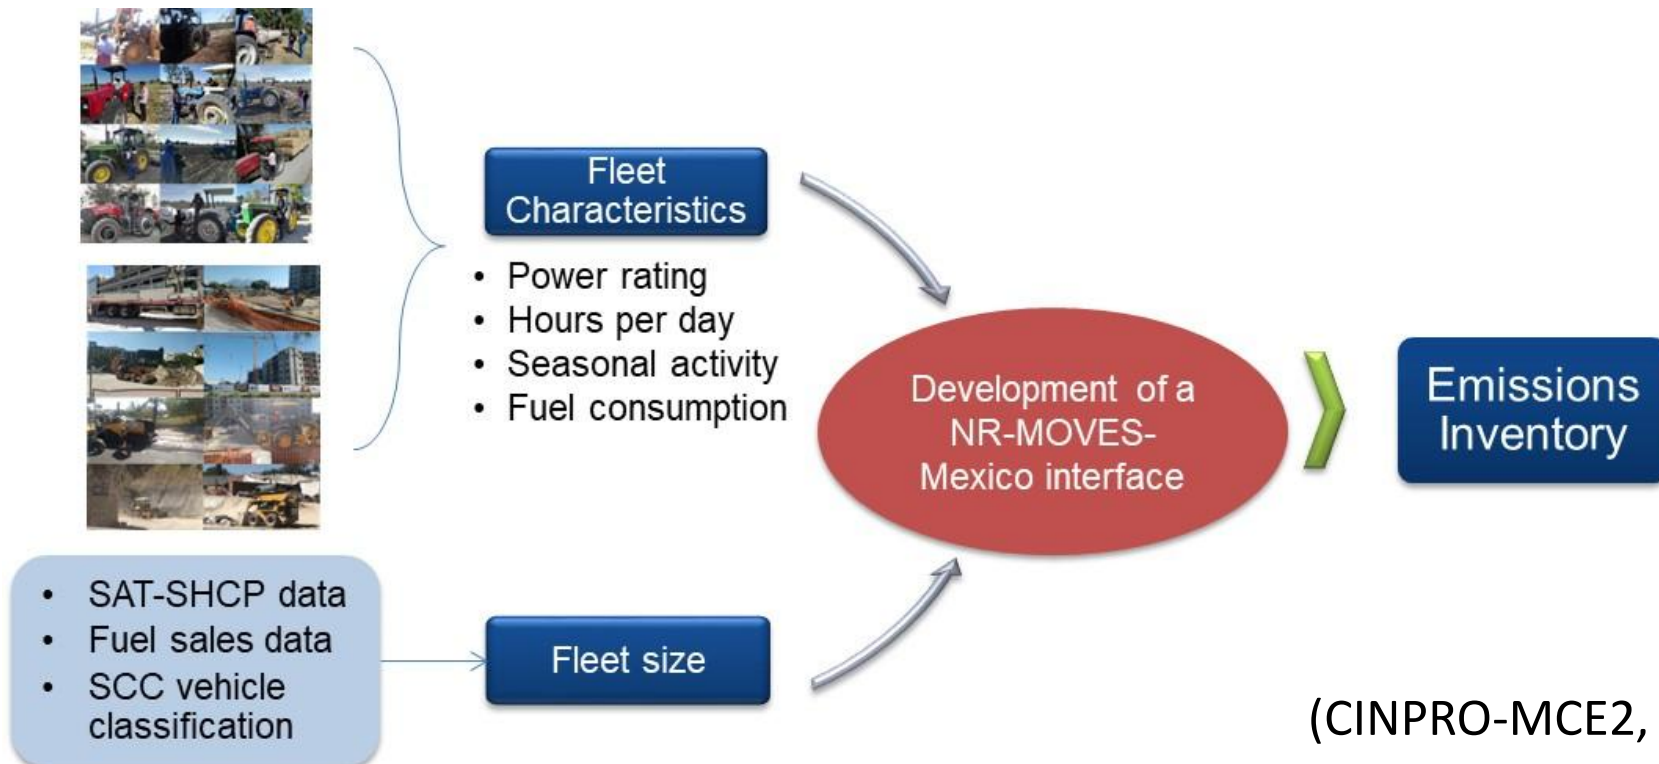 Fleet
Characteristics
• Power rating
• Hours per day
• Seasonal activity
• Fuel consumption
Development of a
NR-MOVES-
Mexico interface
Emissions
Inventory
• SAT-SHCP data
• Fuel sales data
• SCC vehicle
classification
Fleet size
(CINPRO-MCE2,